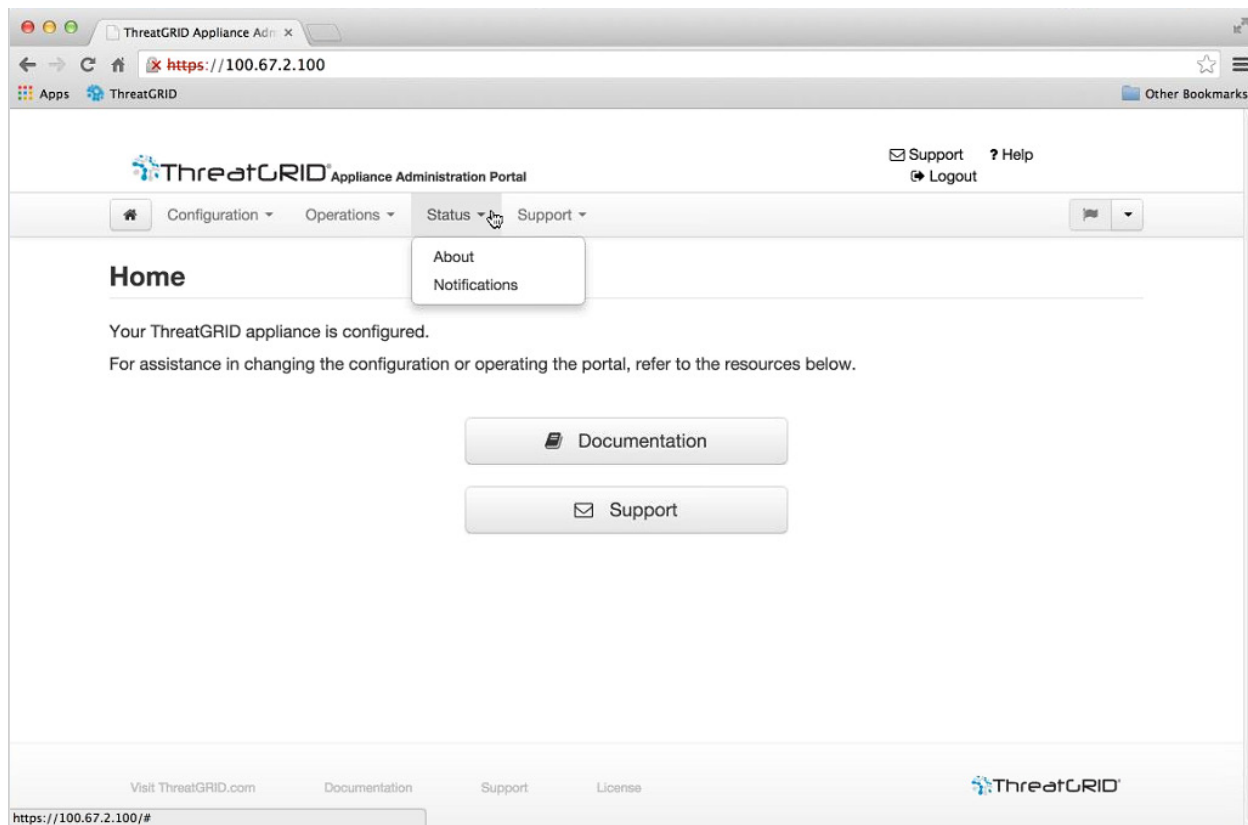 ThreatGRID Appliance Adm
https://100.67.2.100
Apps ThreatGRID Other Bookmarks
ThreatGRID Appliance Administration Portal
Support ? Help
Logout
Configuration Operations Status Support
About
Notifications
Home
Your ThreatGRID appliance is configured.
For assistance in changing the configuration or operating the portal, refer to the resources below.
Documentation
Support
Visit ThreatGRID.com Documentation Support License ThreatGRID
https://100.67.2.100/#